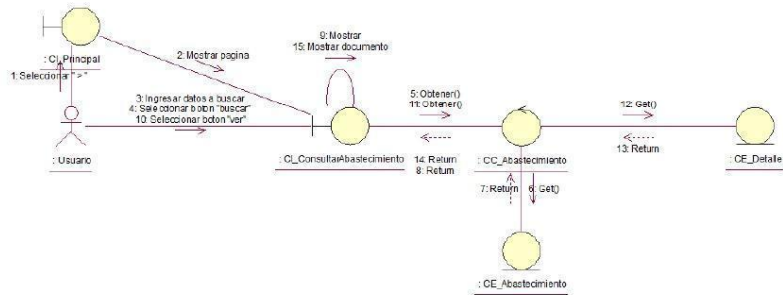 9: Mostrar
15: Mostrar documento
: CI_Principal
2: Mostrar pagina
1: Seleccionar " > "
3: Ingresar datos a buscar
4: Seleccionar boton "buscar"
10: Seleccionar boton "ver"
5: Obtener()
11: Obtener()
12: Get()
13: Return
: Usuario
: CI_ConsultarAbastecimiento
14: Return
8: Return
: CC_Abastecimiento
: CE_Detalle
7: Return
6: Get()
: CE_Abastecimiento